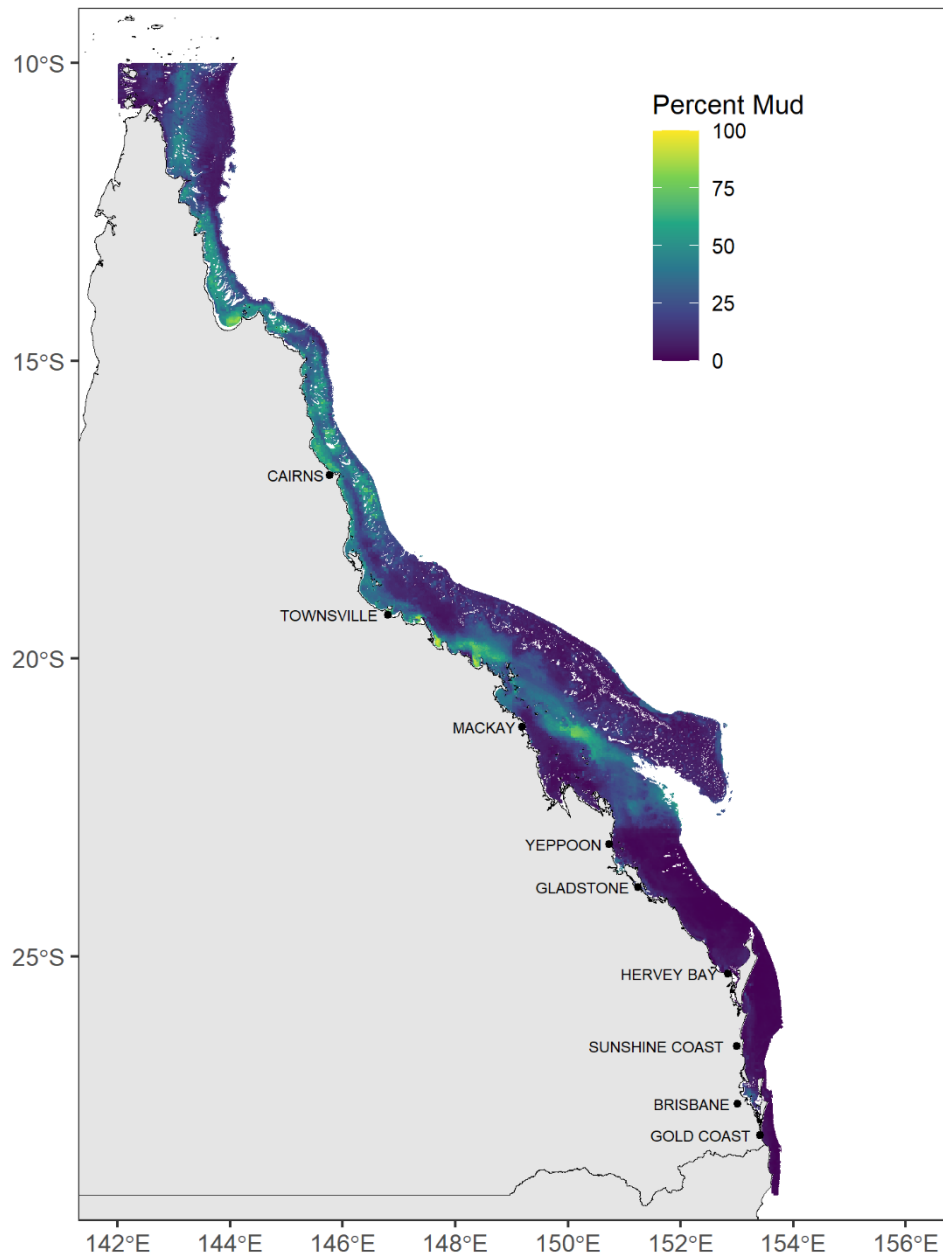 10°S
Percent Mud
100
75
50
25
0
15°S
CAIRNS
TOWNSVILLE
20°S
MACKAY
YEPPOON
GLADSTONE
25°S
HERVEY BAY
SUNSHINE COAST
BRISBANE
GOLD COAST
142°E 144°E 146°E 148°E 150°E 152°E 154°E 156°E